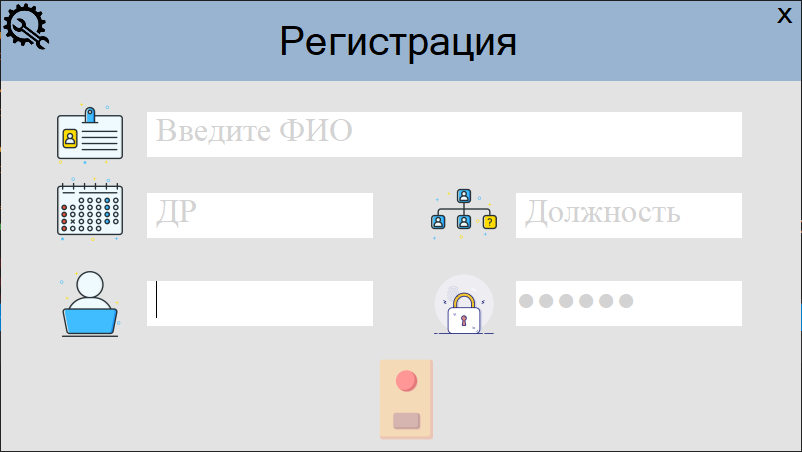 x
Регистрация
Введите ФИО
ДР
Должность
?
●●●●●●